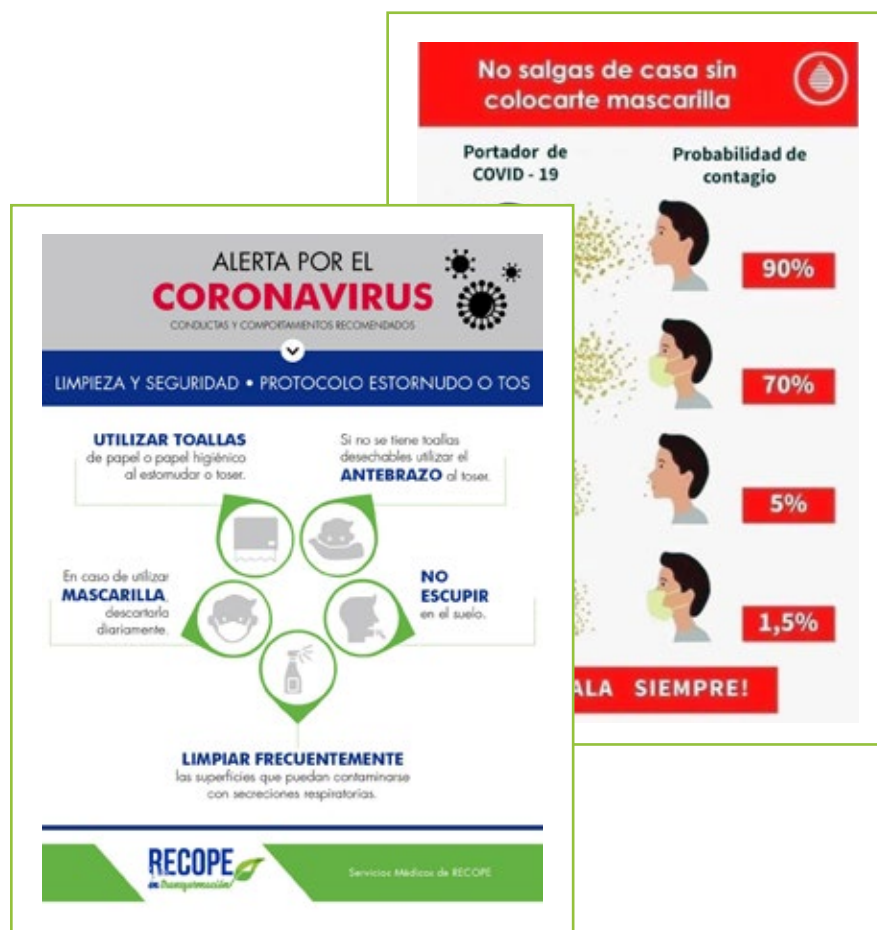 No salgas de casa sin
colocarte mascarilla
Portador de
COVID - 19
Probabilidad de
contagio
90%
70%
5%
1,5%
ALA SIEMPRE!
ALERTA POR EL
CORONAVIRUS
CONDUCTAS Y COMPORTAMIENTOS RECOMENDADOS
LIMPIEZA Y SEGURIDAD • PROTOCOLO ESTORNUDO O TOS
UTILIZAR TOALLAS
de papel o papel higiénico
al estornudar o toser.
Si no se tiene toallas
desechables utilizar el
ANTEBRAZO al toser.
En caso de utilizar
MASCARILLA,
descartarla
diariamente.
NO
ESCUPIR
en el suelo.
LIMPIAR FRECUENTEMENTE
las superficies que puedan contaminarse
con secreciones respiratorias.
RECOPE
en transformación
Servicios Médicos de RECOPE